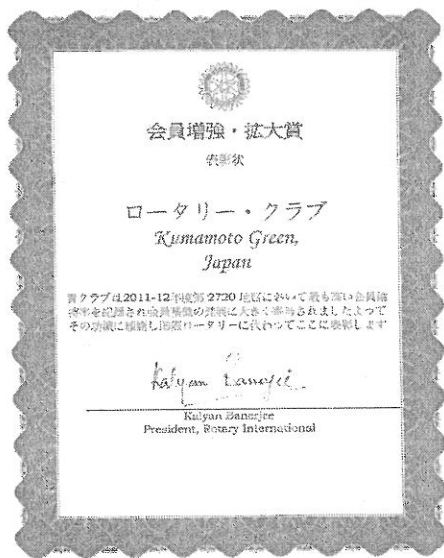 会員増強・拡大賞
表彰状
ロータリー・クラブ
Kumamoto Green,
Japan
貴クラブは2011-12年度第2720地区において最も高い会員増
強率を記録され会員基盤の発展に大きく寄与されましたよって
その功績に感謝し国際ロータリーに代わってここに表彰します
Kalyan Banerjee
Kalyan Banerjee
President, Rotary International